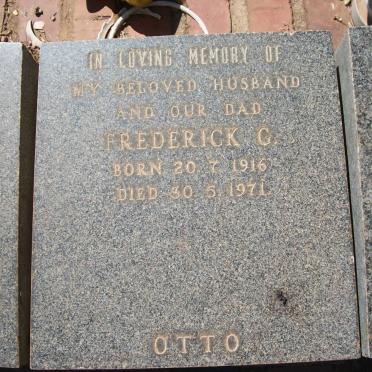 IN LOVING MEMORY OF
MY BELOVED HUSBAND
AND OUR DAD
FREDERICK G.
BORN 20.7.1916
DIED 30.5.1971.
OTTO